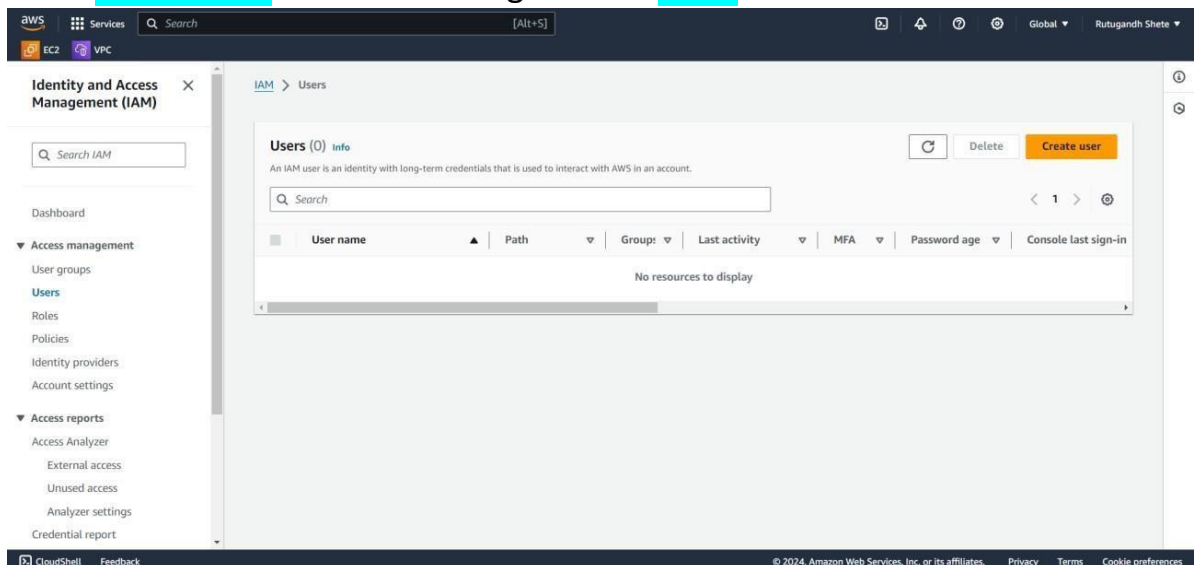 aws Services Search [Alt+S] Global Rutugandh Shete
EC2 VPC
Identity and Access Management (IAM)
Search IAM
Dashboard
Access management
User groups
Users
Roles
Policies
Identity providers
Account settings
Access reports
Access Analyzer
External access
Unused access
Analyzer settings
Credential report
IAM > Users
Users (0) Info
Delete
Create user
An IAM user is an identity with long-term credentials that is used to interact with AWS in an account.
Search
1
User name Path Group: Last activity MFA Password age Console last sign-in
No resources to display
CloudShell Feedback © 2024, Amazon Web Services, Inc. or its affiliates. Privacy Terms Cookie preferences